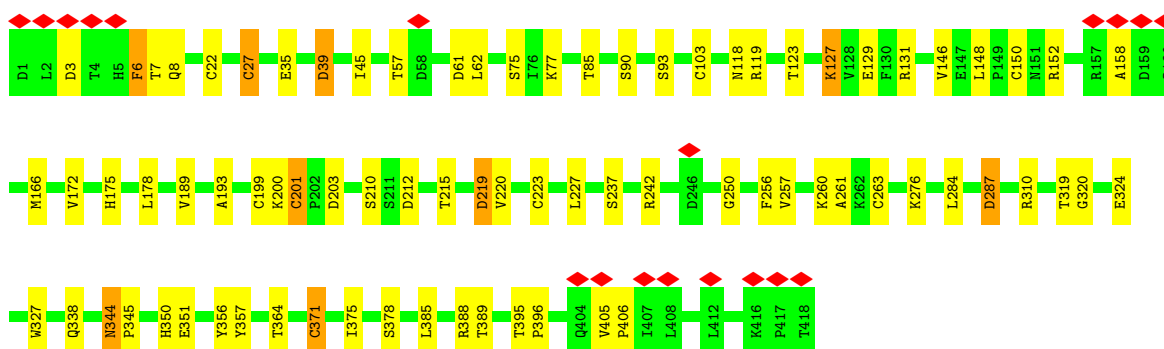 D1 L2 D3 T4 H5 F6 T7 Q8 C22 C27 E35 D39 I45 T57 D58 D61 L62 S75 I76 K77 T85 S90 S93 C103 N118 R119 T123 K127 V128 E129 F130 R131 V146 E147 L148 P149 C150 N151 R152 R157 A158 D159
M166 V172 H175 L178 V189 A193 C199 K200 C201 P202 D203 S210 S211 D212 T215 D219 V220 C223 L227 S237 R242 D246 G250 F256 V257 K260 A261 K262 C263 K276 L284 D287 R310 T319 G320 E324
W327 Q338 N344 P345 H350 E351 Y356 Y357 T364 C371 I375 S378 L385 R388 T389 T395 P396 Q404 V405 P406 I407 L408 L412 K416 P417 T418